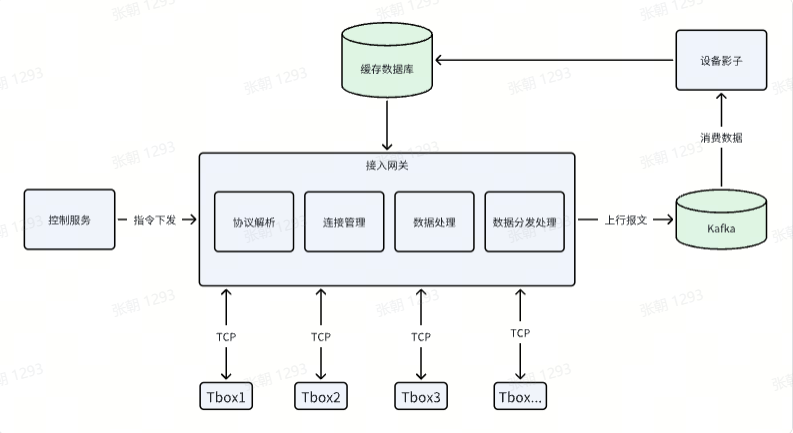 缓存数据库
设备影子
消费数据
接入网关
控制服务
指令下发
协议解析
连接管理
数据处理
数据分发处理
上行报文
Kafka
TCP
TCP
TCP
TCP
Tbox1
Tbox2
Tbox3
Tbox...
张朝 1293